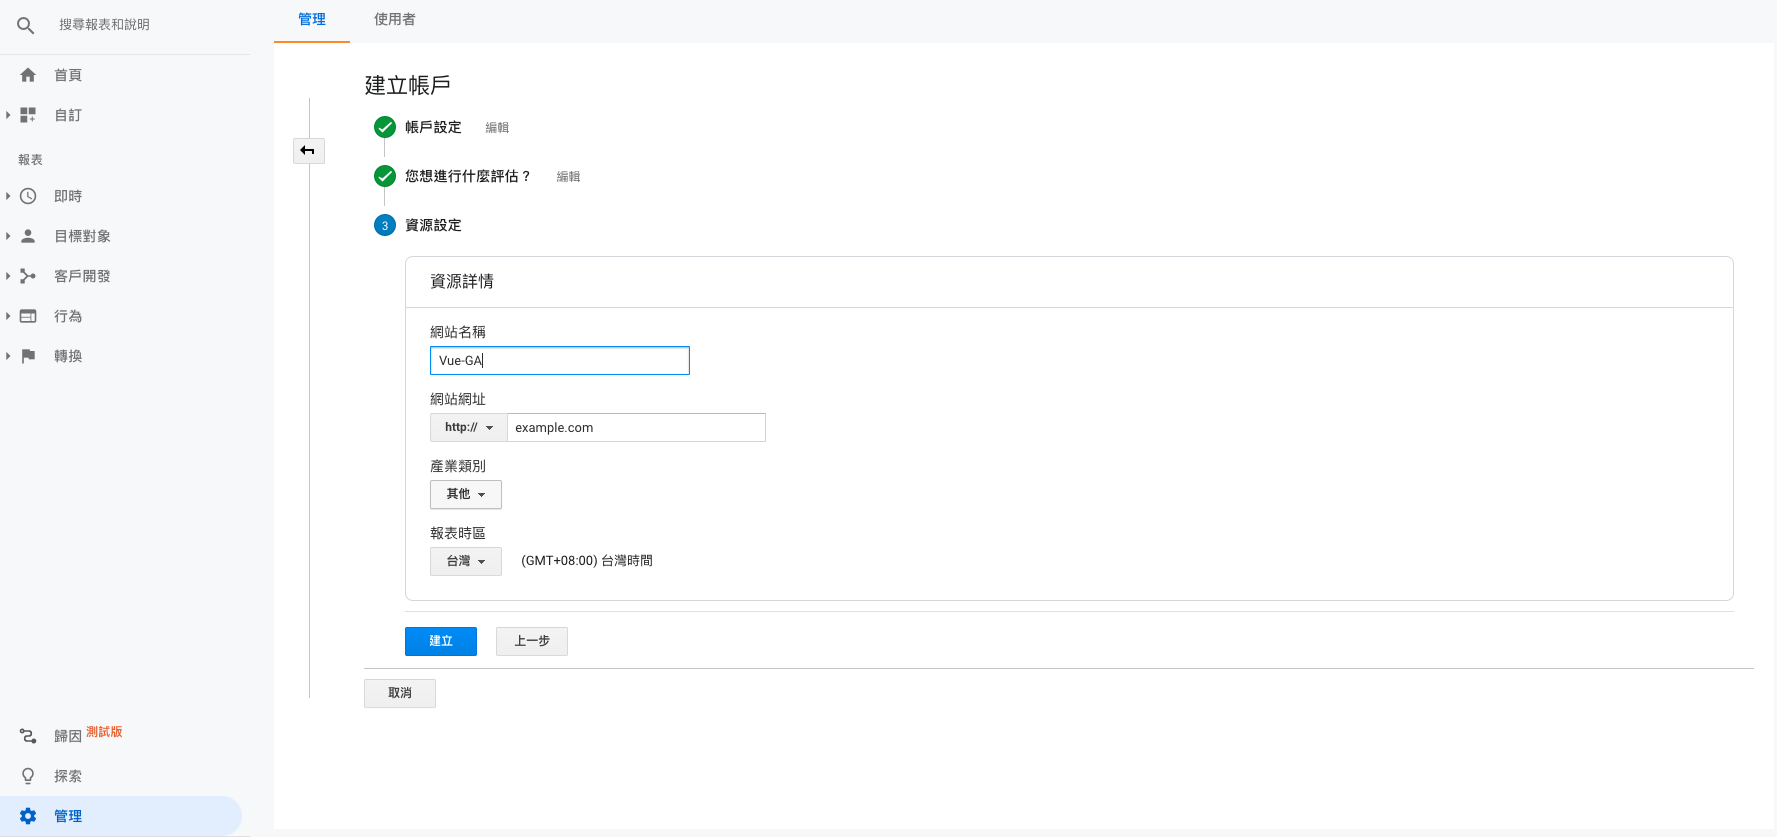 搜尋報表和說明
首頁
自訂
報表
即時
目標對象
客戶開發
行為
轉換
歸因 測試版
探索
管理
管理 使用者
建立帳戶
帳戶設定 編輯
您想進行什麼評估？ 編輯
3 資源設定
資源詳情
網站名稱
Vue-GA
網站網址
http:// example.com
產業類別
其他
報表時區
台灣 (GMT+08:00) 台灣時間
建立 上一步
取消